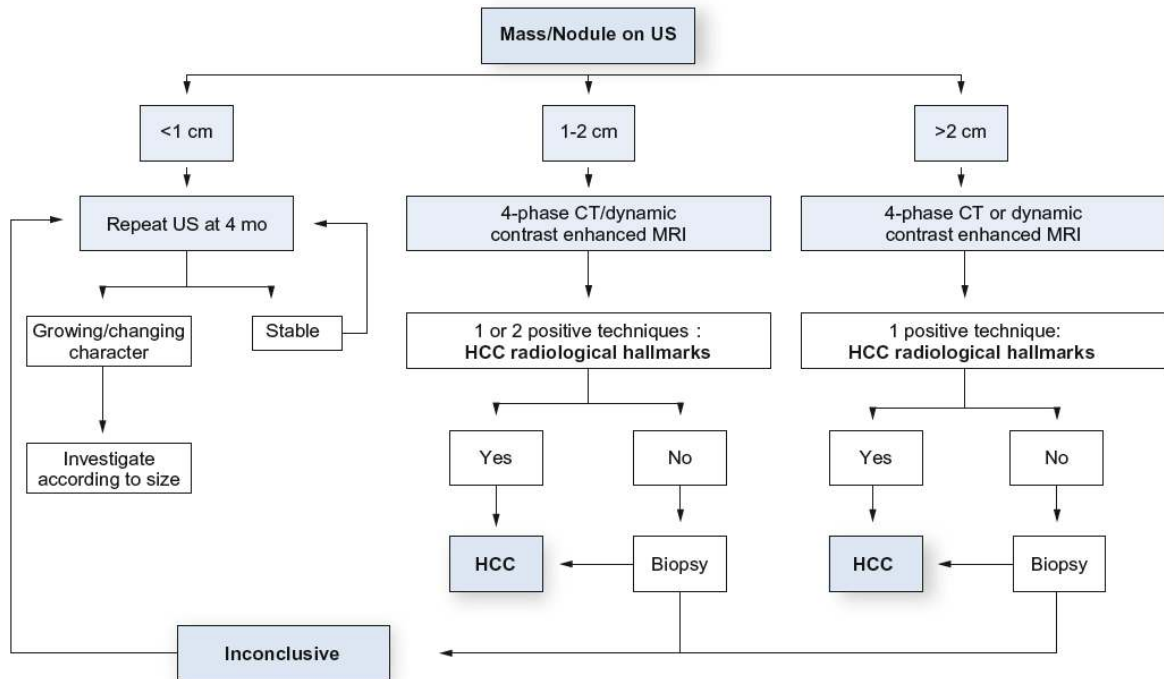 Mass/Nodule on US
<1 cm
1-2 cm
>2 cm
Repeat US at 4 mo
4-phase CT/dynamic
contrast enhanced MRI
4-phase CT or dynamic
contrast enhanced MRI
Growing/changing
character
Stable
1 or 2 positive techniques :
HCC radiological hallmarks
1 positive technique:
HCC radiological hallmarks
Investigate
according to size
Yes
No
Yes
No
HCC
Biopsy
HCC
Biopsy
Inconclusive